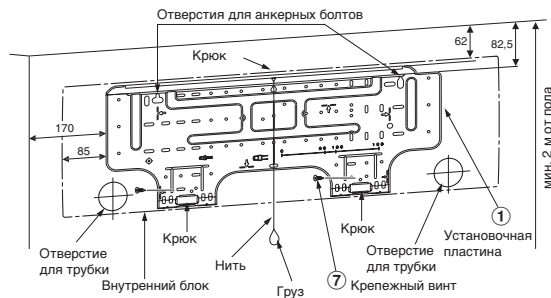 Отверстия для анкерных болтов
62
82,5
Крюк
170
85
мин. 2 м от пола
1
Установочная
пластина
Крюк
Крюк
Отверстие
для трубки
Нить
Отверстие
для трубки
Внутренний блок
7 Крепежный винт
Груз